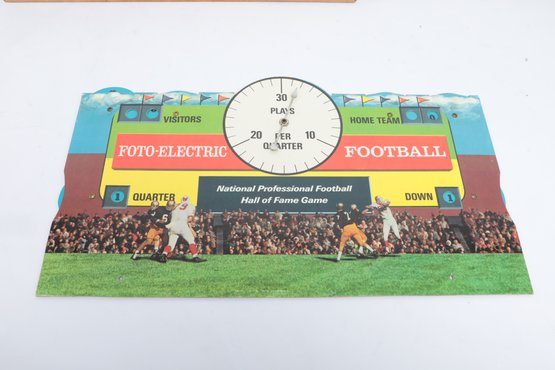 30
PLAYS
VISITORS
HOME TEAM
20 PER 10
QUARTER
FOTO-ELECTRIC
FOOTBALL
National Professional Football
Hall of Fame Game
1 QUARTER
DOWN 1